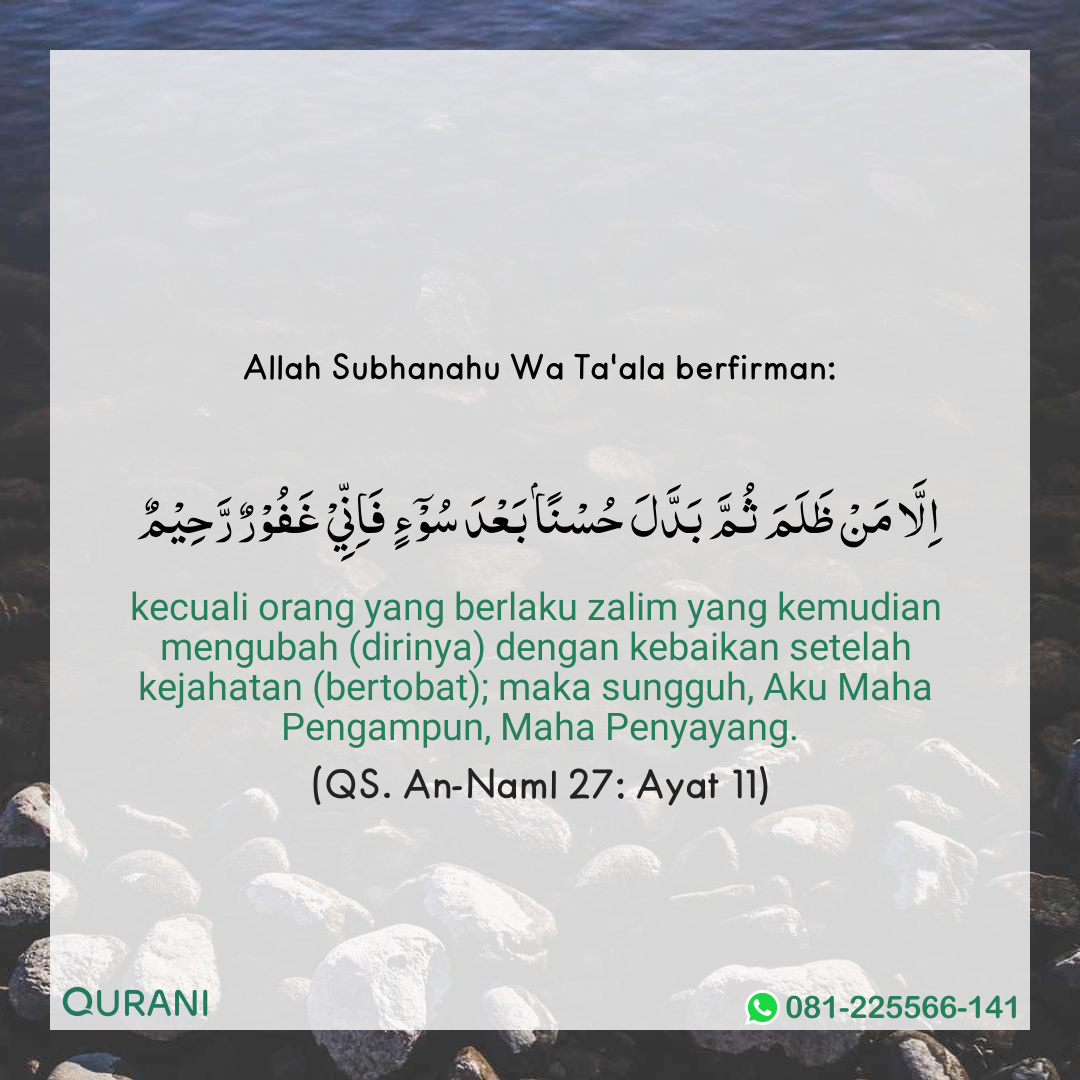 Allah Subhanahu Wa Ta'ala berfirman:
اِلَّا مَنْ ظَلَمَ ثُمَّ بَدَّلَ حُسْنًاۢ بَعْدَ سُوْٓءٍ فَاِنِّيْ غَفُوْرٌ رَّحِيْمٌ
kecuali orang yang berlaku zalim yang kemudian
mengubah (dirinya) dengan kebaikan setelah
kejahatan (bertobat); maka sungguh, Aku Maha
Pengampun, Maha Penyayang.
(QS. An-Naml 27: Ayat 11)
QURANI
081-225566-141